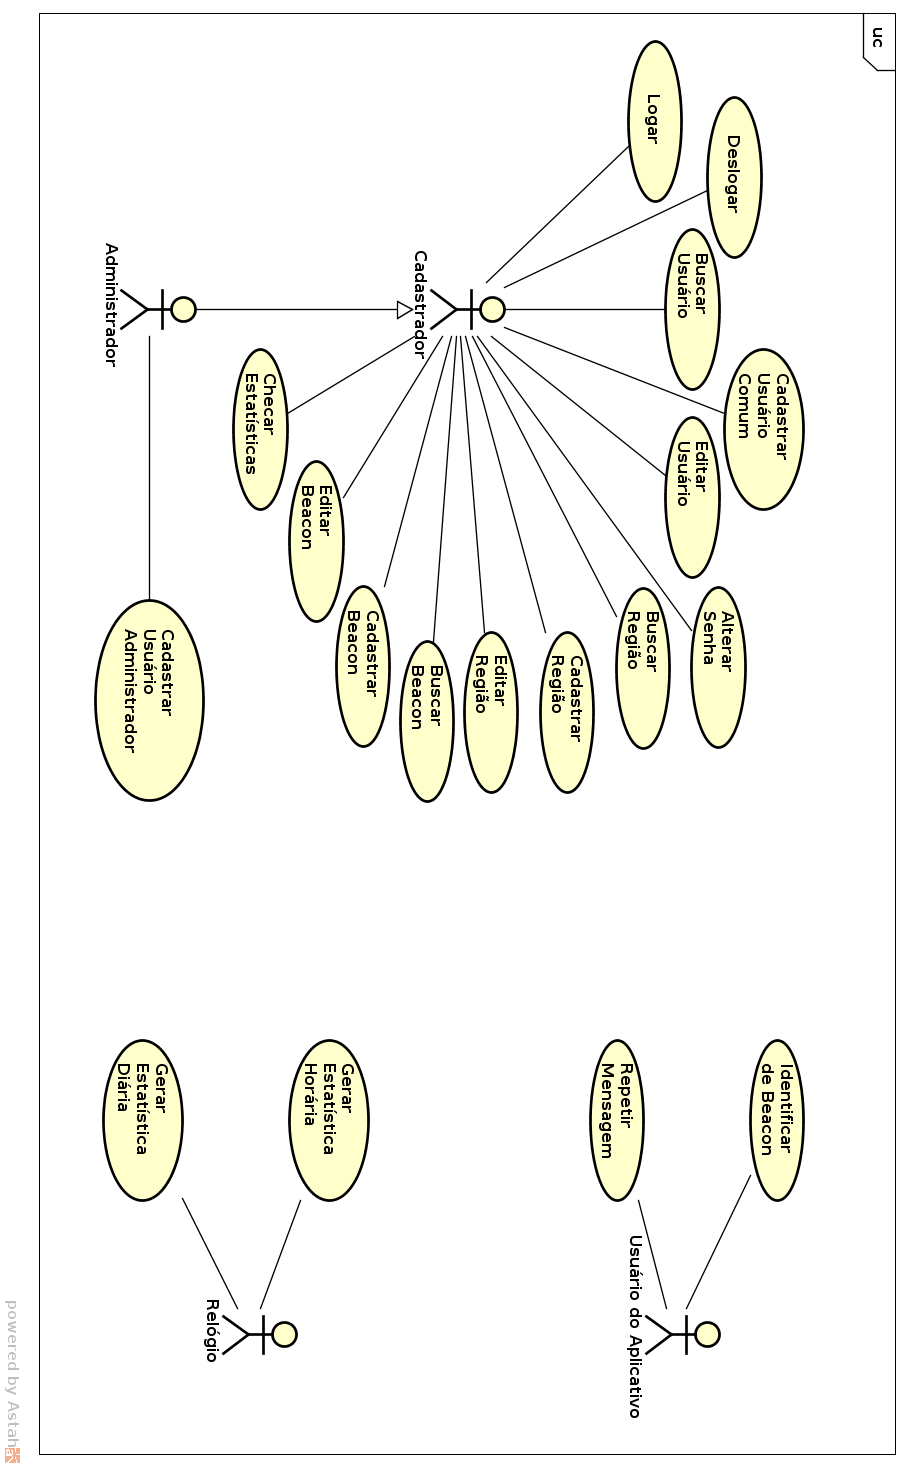 uc
Logar
Deslogar
Buscar
Usuário
Cadastrar
Usuário
Comum
Editar
Usuário
Alterar
Senha
Buscar
Região
Cadastrar
Região
Editar
Região
Buscar
Beacon
Cadastrar
Beacon
Editar
Beacon
Checar
Estatísticas
Cadastrador
Administrador
Cadastrar
Usuário
Administrador
Identificar
de Beacon
Repetir
Mensagem
Usuário do Aplicativo
Gerar
Estatística
Horária
Gerar
Estatística
Diária
Relógio
powered by Astah